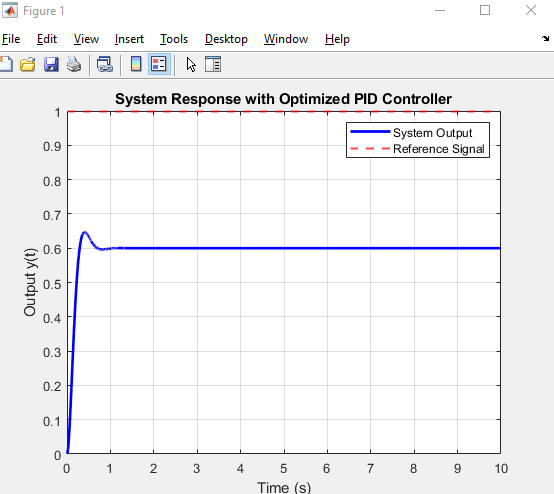 Figure 1
File Edit View Insert Tools Desktop Window Help
System Response with Optimized PID Controller
System Output
Reference Signal
Output y(t)
1
0.9
0.8
0.7
0.6
0.5
0.4
0.3
0.2
0.1
0
0 1 2 3 4 5 6 7 8 9 10
Time (s)